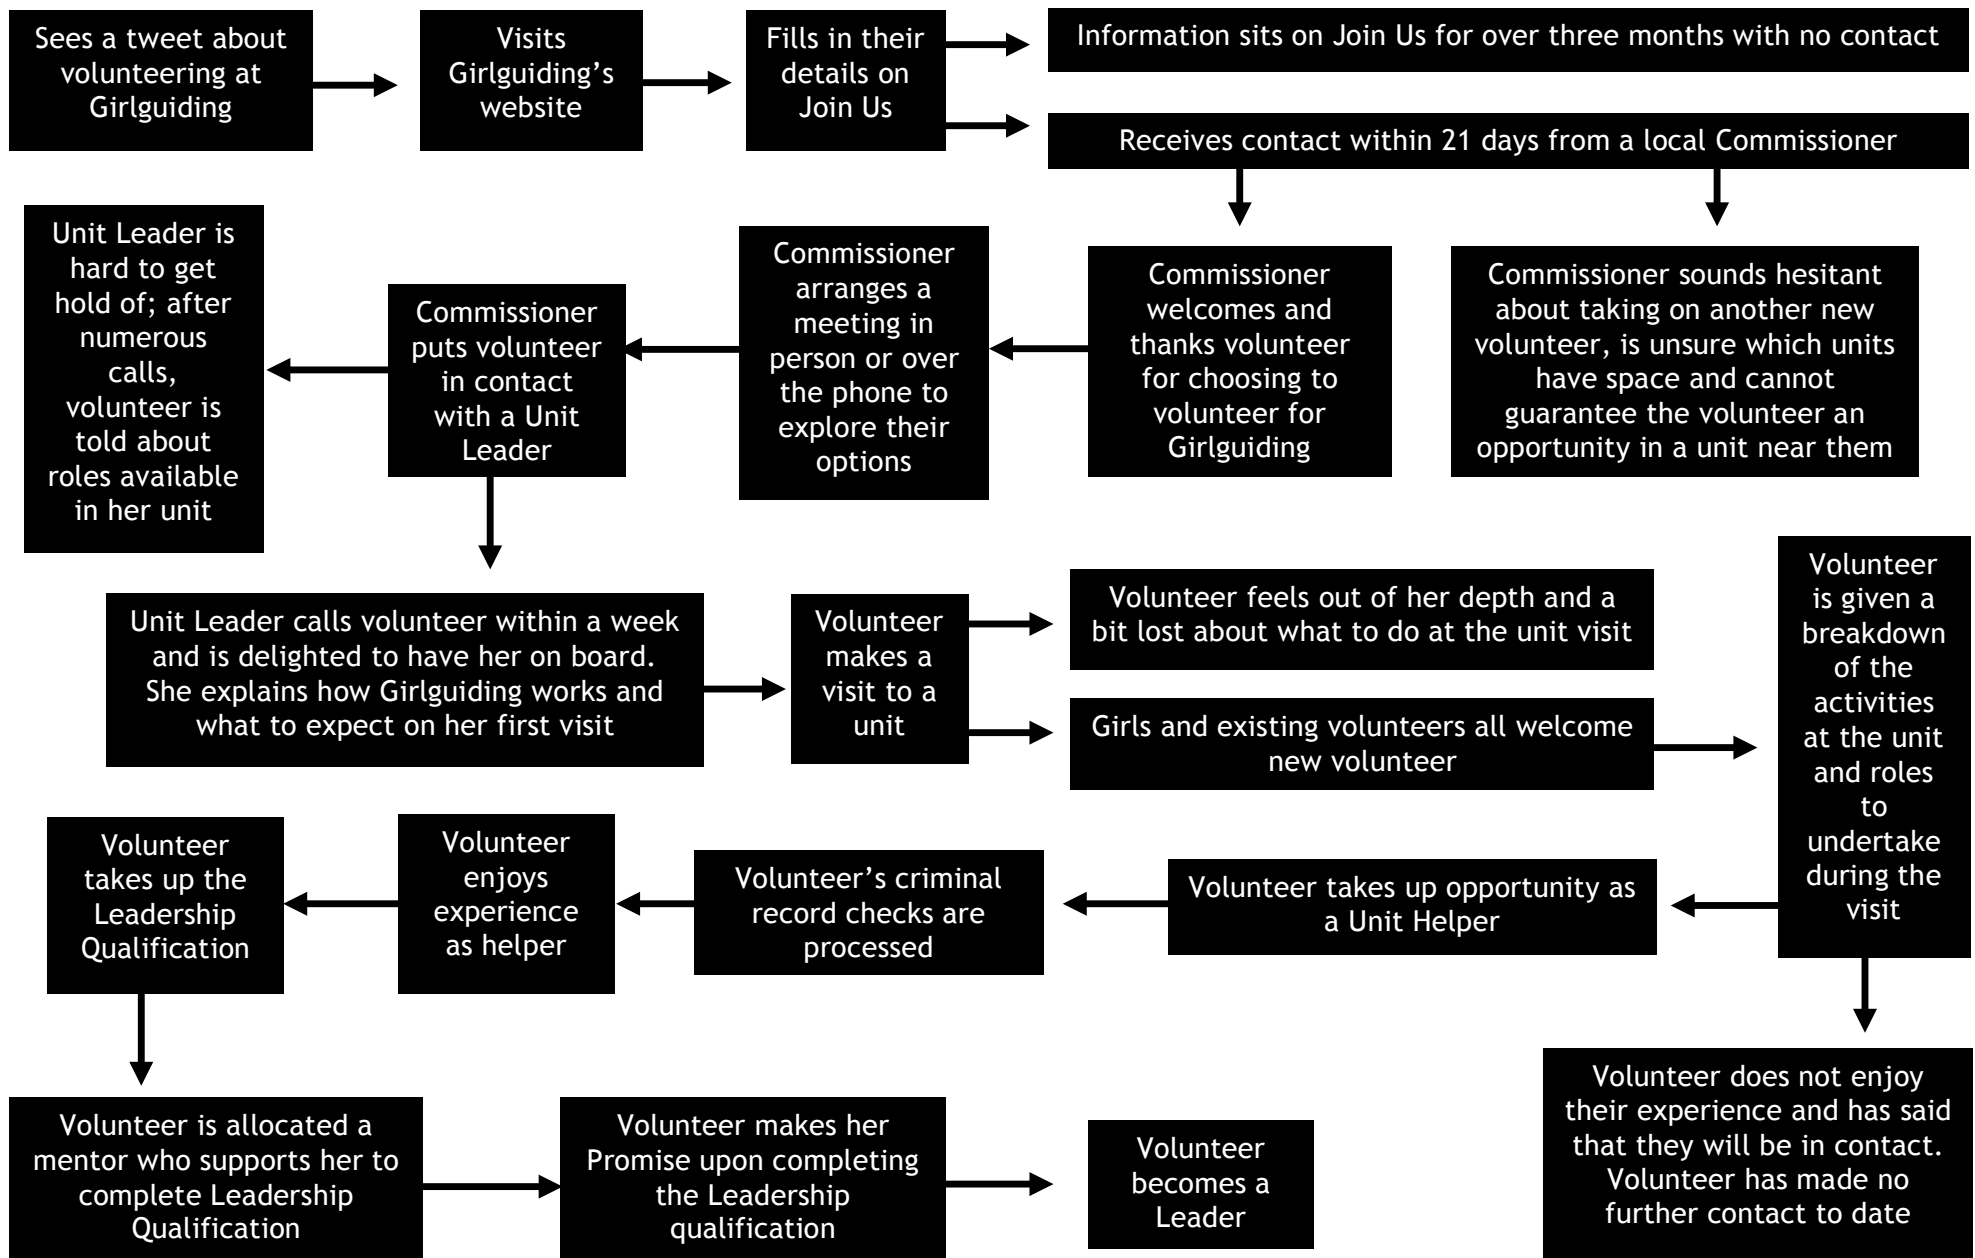 Sees a tweet about
volunteering at
Girlguiding
Visits
Girlguiding’s
website
Fills in their
details on
Join Us
Information sits on Join Us for over three months with no contact
Receives contact within 21 days from a local Commissioner
Unit Leader is
hard to get
hold of; after
numerous
calls,
volunteer is
told about
roles available
in her unit
Commissioner
puts volunteer
in contact
with a Unit
Leader
Commissioner
arranges a
meeting in
person or over
the phone to
explore their
options
Commissioner
welcomes and
thanks volunteer
for choosing to
volunteer for
Girlguiding
Commissioner sounds hesitant
about taking on another new
volunteer, is unsure which units
have space and cannot
guarantee the volunteer an
opportunity in a unit near them
Unit Leader calls volunteer within a week
and is delighted to have her on board.
She explains how Girlguiding works and
what to expect on her first visit
Volunteer
makes a
visit to a
unit
Volunteer feels out of her depth and a
bit lost about what to do at the unit visit
Girls and existing volunteers all welcome
new volunteer
Volunteer
is given a
breakdown
of the
activities
at the unit
and roles
to
undertake
during the
visit
Volunteer
takes up the
Leadership
Qualification
Volunteer
enjoys
experience
as helper
Volunteer’s criminal
record checks are
processed
Volunteer takes up opportunity as
a Unit Helper
Volunteer is allocated a
mentor who supports her to
complete Leadership
Qualification
Volunteer makes her
Promise upon completing
the Leadership
qualification
Volunteer
becomes a
Leader
Volunteer does not enjoy
their experience and has said
that they will be in contact.
Volunteer has made no
further contact to date